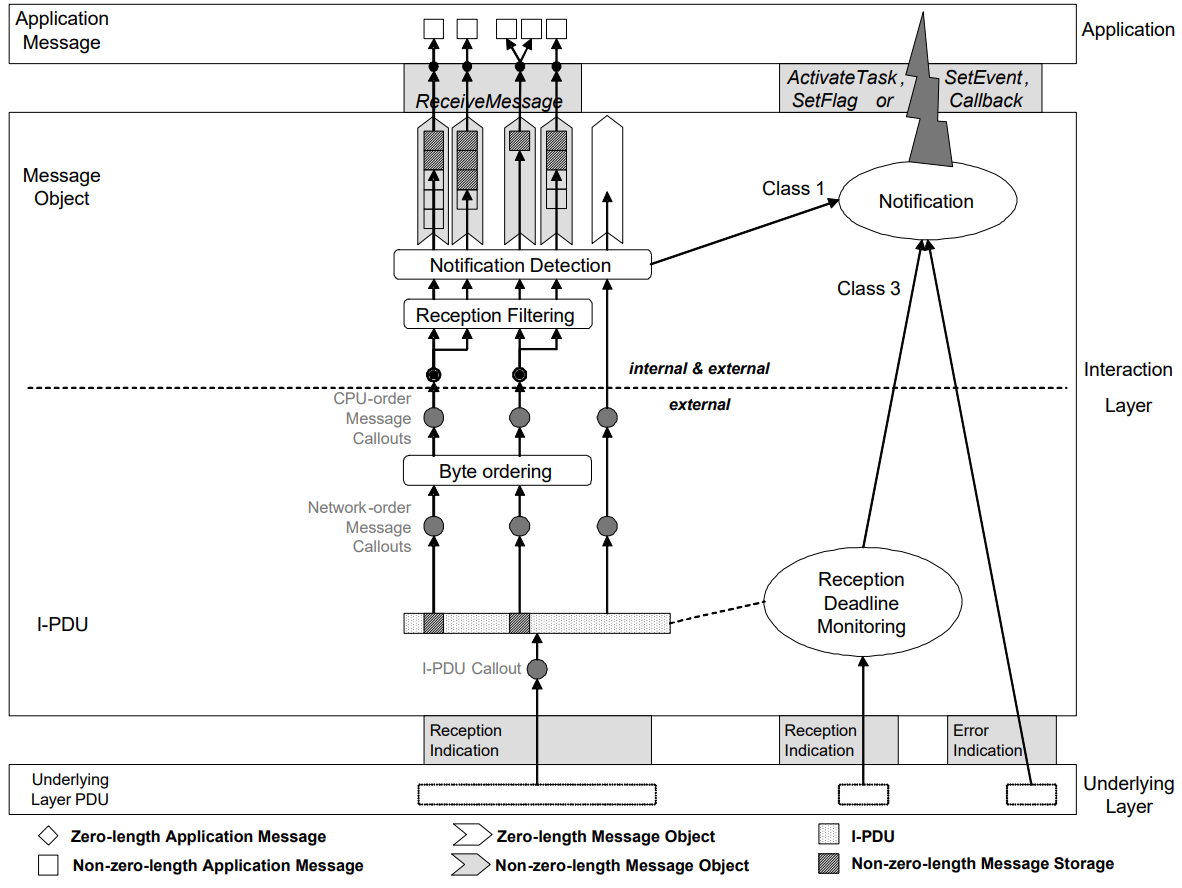 Application
Message
Application
ReceiveMessage
ActivateTask , SetEvent ,
SetFlag or Callback
Message
Object
Class 1
Notification
Notification Detection
Class 3
Reception Filtering
internal & external
Interaction
Layer
external
CPU-order
Message
Callouts
Byte ordering
Network-order
Message
Callouts
Reception
Deadline
Monitoring
I-PDU
I-PDU Callout
Reception
Indication
Reception
Indication
Error
Indication
Underlying
Layer PDU
Underlying
Layer
Zero-length Application Message
Zero-length Message Object
I-PDU
Non-zero-length Application Message
Non-zero-length Message Object
Non-zero-length Message Storage